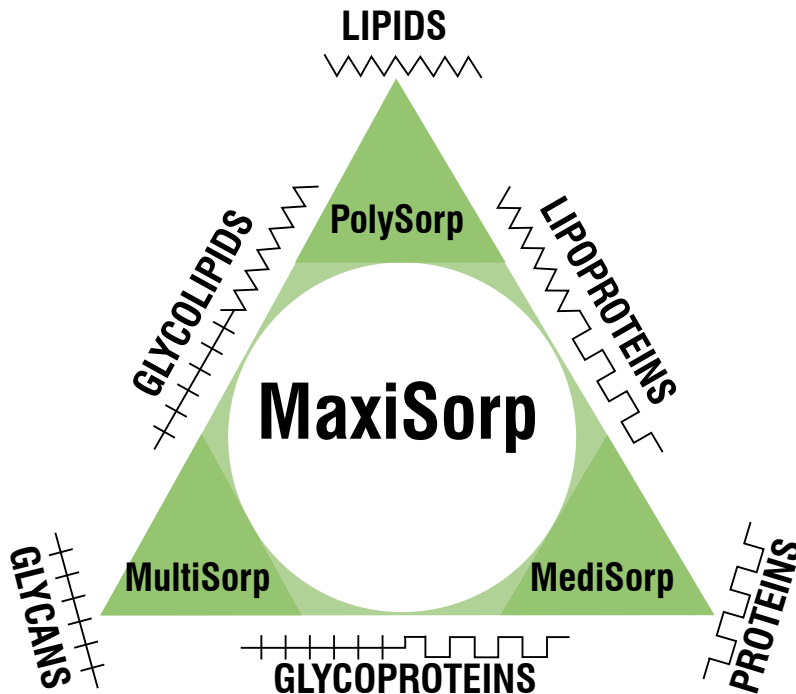 LIPIDS
PolySorp
GLYCOLIPIDS
LIPOPROTEINS
MaxiSorp
GLYCANS
MultiSorp
MediSorp
PROTEINS
GLYCOPROTEINS